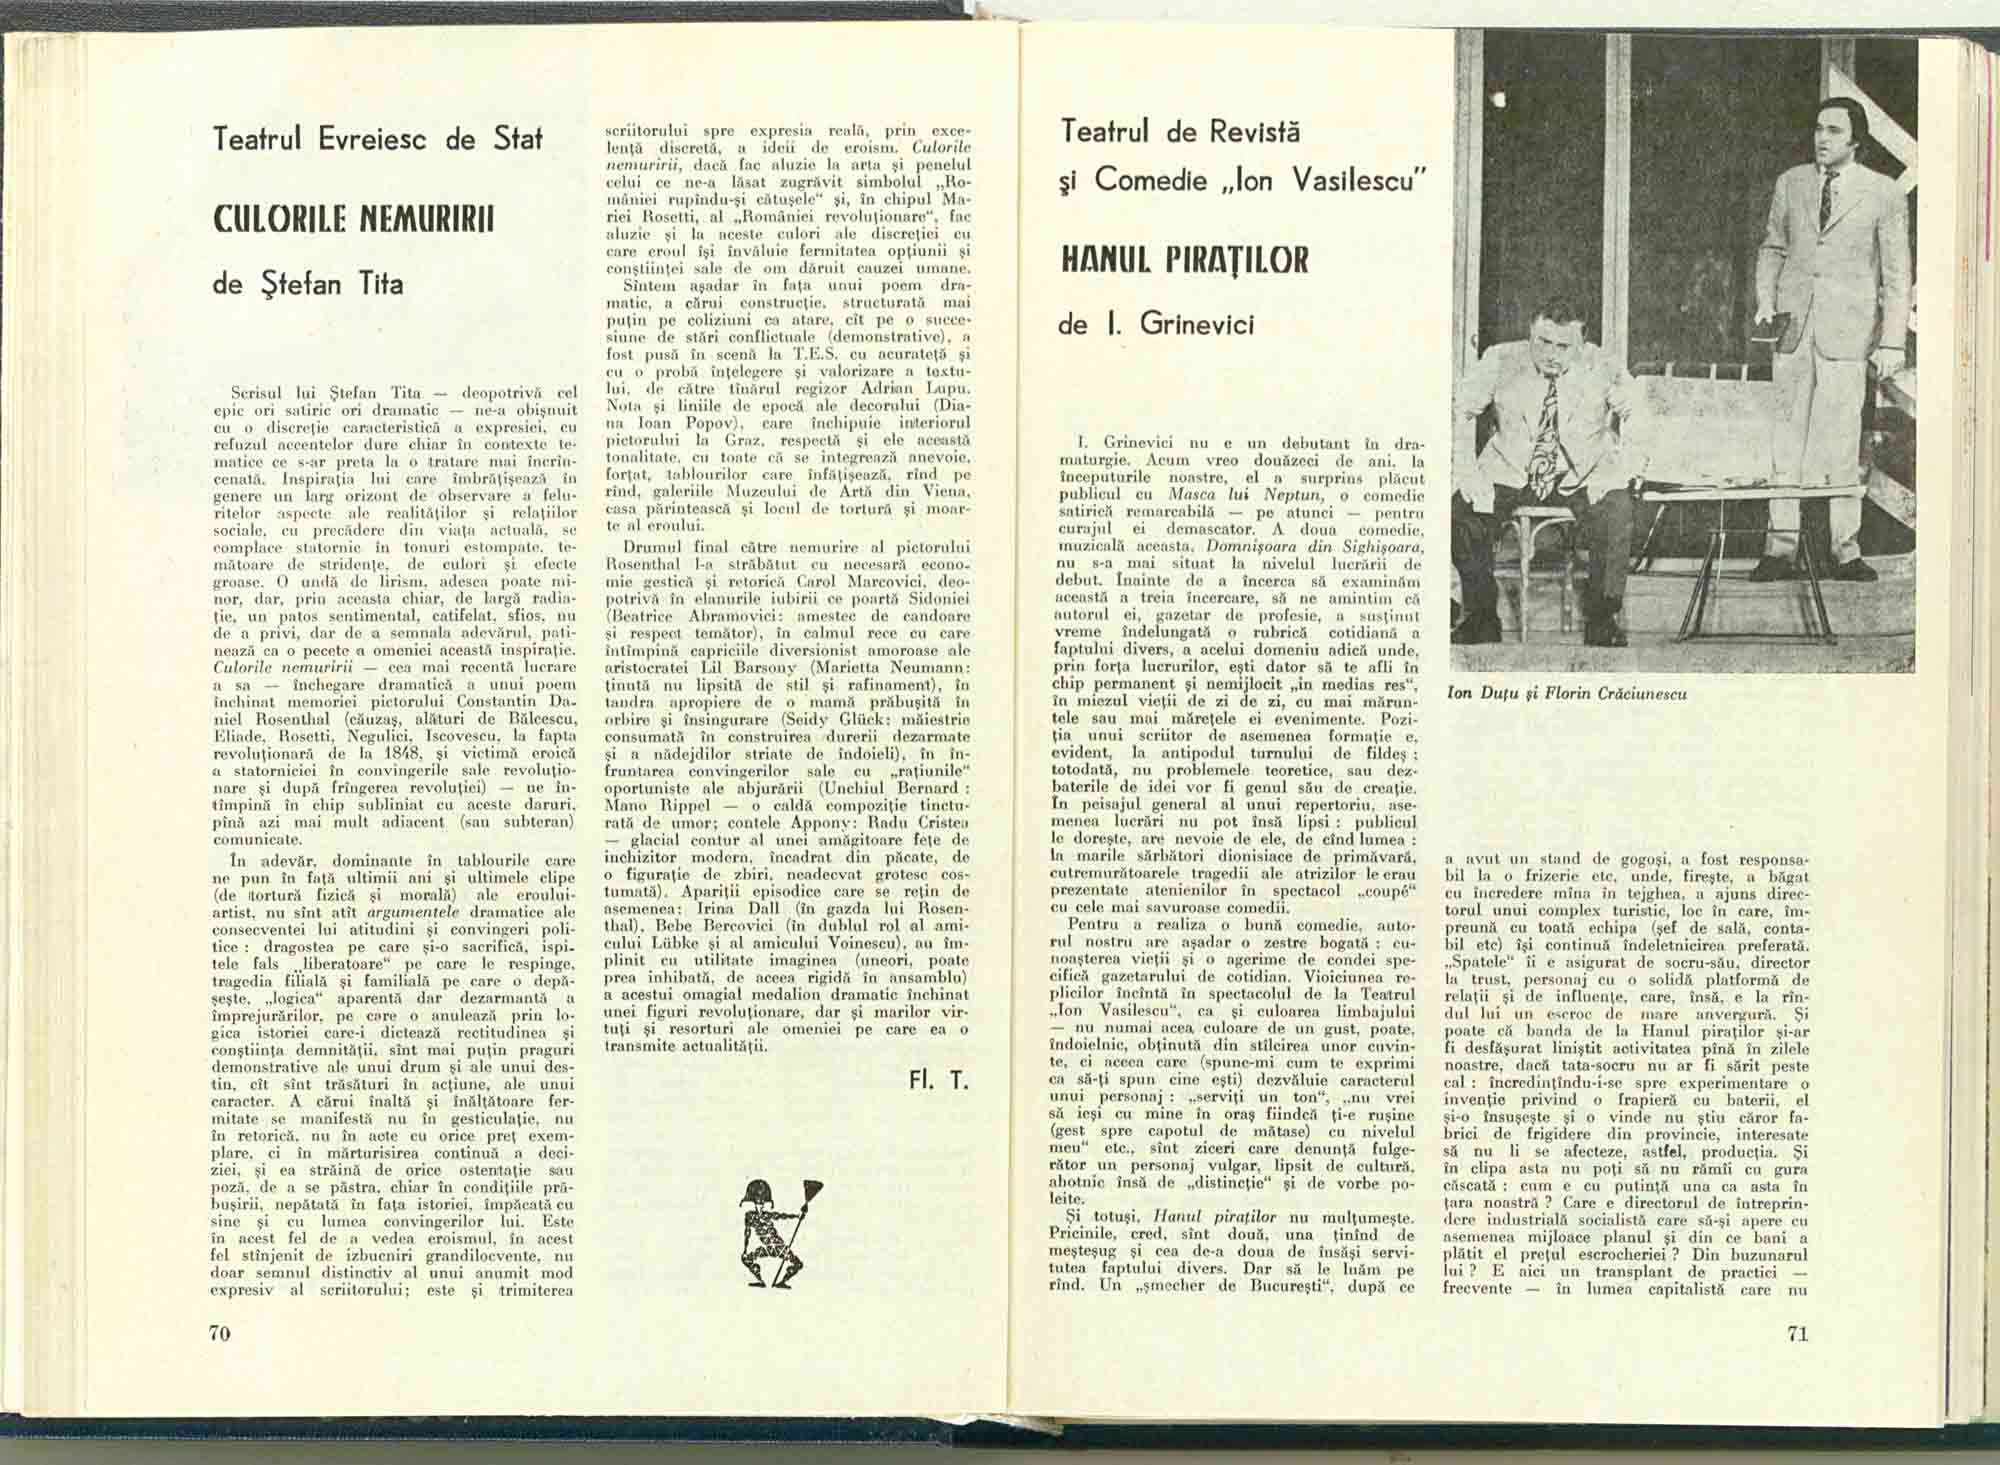 Teatrul Evreiesc de Stat
CULORILE NEMURIRII
de Ştefan Tita
Scrisul lui Ştefan Tita — deopotrivă cel
epic ori satiric ori dramatic — ne-a obişnuit
cu o discreţie caracteristică a expresiei, cu
refuzul accentelor dure chiar în contexte te-
matice ce s-ar preta la o tratare mai încrîn-
cenată. Inspiraţia lui care îmbrăţişează în
genere un larg orizont de observare a felu-
ritelor aspecte ale realităţilor şi relaţiilor
sociale, cu precădere din viaţa actuală, se
complace statornic în tonuri estompate, te-
mătoare de stridenţe, de culori şi efecte
groase. O undă de lirism, adesea poate mi-
nor, dar, prin aceasta chiar, de largă radia-
ţie, un patos sentimental, catifelat, sfios, nu
de a privi, dar de a semnala adevărul, pati-
nează ca o pecete a omeniei această inspiraţie.
Culorile nemuririi — cea mai recentă lucrare
a sa — închegare dramatică a unui poem
închinat memoriei pictorului Constantin Da-
niel Rosenthal (căuzaş, alături de Bălcescu,
Eliade, Rosetti, Negulici, Iscovescu, la fapta
revoluţionară de la 1848, şi victimă eroică
a statorniciei în convingerile sale revoluţio-
nare şi după frîngerea revoluţiei) — ne în-
tîmpină în chip subliniat cu aceste daruri,
pînă azi mai mult adiacent (sau subteran)
comunicate.
În adevăr, dominante în tablourile care
ne pun în faţă ultimii ani şi ultimele clipe
(de tortură fizică şi morală) ale eroului-
artist, nu sînt atît argumentele dramatice ale
consecventei lui atitudini şi convingeri poli-
tice : dragostea pe care şi-o sacrifică, ispi-
tele fals „liberatoare“ pe care le respinge,
tragedia filială şi familială pe care o depă-
şeşte, „logica“ aparentă dar dezarmantă a
împrejurărilor, pe care o anulează prin lo-
gica istoriei care-i dictează rectitudinea şi
conştiinţa demnităţii, sînt mai puţin praguri
demonstrative ale unui drum şi ale unui des-
tin, cît sînt trăsături în acţiune, ale unui
caracter. A cărui înaltă şi înălţătoare fer-
mitate se manifestă nu în gesticulaţie, nu
în retorică, nu în acte cu orice preţ exem-
plare, ci în mărturisirea continuă a deci-
ziei, şi ea străină de orice ostentaţie sau
poză, de a se păstra, chiar în condiţiile pră-
buşirii, nepătată în faţa istoriei, împăcată cu
sine şi cu lumea convingerilor lui. Este
în acest fel de a vedea eroismul, în acest
fel stînjenit de izbucniri grandilocvente, nu
doar semnul distinctiv al unui anumit mod
expresiv al scriitorului; este şi trimiterea
70
scriitorului spre expresia reală, prin exce-
lenţă discretă, a ideii de eroism. Culorile
nemuririi, dacă fac aluzie la arta şi penelul
celui ce ne-a lăsat zugrăvit simbolul „Ro-
mâniei rupîndu-şi cătuşele“ şi, în chipul Ma-
riei Rosetti, al „României revoluţionare“, fac
aluzie şi la aceste culori ale discreţiei cu
care eroul îşi învăluie fermitatea opţiunii şi
conştiinţei sale de om dăruit cauzei umane.
Sîntem aşadar în faţa unui poem dra-
matic, a cărui construcţie, structurată mai
puţin pe coliziuni ca atare, cît pe o succe-
siune de stări conflictuale (demonstrative), a
fost pusă în scenă la T.E.S. cu acurateţă şi
cu o probă înţelegere şi valorizare a textu-
lui, de către tînărul regizor Adrian Lupu.
Nota şi liniile de epocă ale decorului (Dia-
na Ioan Popov), care închipuie interiorul
pictorului la Graz, respectă şi ele această
tonalitate, cu toate că se integrează anevoie,
forţat, tablourilor care înfăţişează, rînd pe
rînd, galeriile Muzeului de Artă din Viena,
casa părintească şi locul de tortură şi moar-
te al eroului.
Drumul final către nemurire al pictorului
Rosenthal l-a străbătut cu necesară econo-
mie gestică şi retorică Carol Marcovici, deo-
potrivă în elanurile iubirii ce poartă Sidoniei
(Beatrice Abramovici: amestec de candoare
şi respect temător), în calmul rece cu care
întîmpină capriciile diversionist amoroase ale
aristocratei Lil Barsony (Marietta Neumann:
ţinută nu lipsită de stil şi rafinament), în
tandra apropiere de o mamă prăbuşită în
orbire şi însingurare (Seidy Glück: măiestrie
consumată în construirea durerii dezarmate
şi a nădejdilor striate de îndoieli), în în-
fruntarea convingerilor sale cu „raţiunile“
oportuniste ale abjurării (Unchiul Bernard :
Mano Rippel — o caldă compoziţie tinctu-
rată de umor; contele Appony: Radu Cristea
— glacial contur al unei amăgitoare feţe de
inchizitor modern, încadrat din păcate, de
o figuraţie de zbiri, neadecvat grotesc cos-
tumată). Apariţii episodice care se reţin de
asemenea: Irina Dall (în gazda lui Rosen-
thal), Bebe Bercovici (în dublul rol al ami-
cului Lübke şi al amicului Voinescu), au îm-
plinit cu utilitate imaginea (uneori, poate
prea inhibată, de aceea rigidă în ansamblu)
a acestui omagial medalion dramatic închinat
unei figuri revoluţionare, dar şi marilor vir-
tuţi şi resorturi ale omeniei pe care ea o
transmite actualităţii.
Fl. T.
Teatrul de Revistă
şi Comedie „Ion Vasilescu”
HANUL PIRAŢILOR
de I. Grinevici
I. Grinevici nu e un debutant în dra-
maturgie. Acum vreo douăzeci de ani, la
începuturile noastre, el a surprins plăcut
publicul cu Masca lui Neptun, o comedie
satirică remarcabilă — pe atunci — pentru
curajul ei demascator. A doua comedie,
muzicală aceasta, Domnişoara din Sighişoara,
nu s-a mai situat la nivelul lucrării de
debut. Înainte de a încerca să examinăm
această a treia încercare, să ne amintim că
autorul ei, gazetar de profesie, a susţinut
vreme îndelungată o rubrică cotidiană a
faptului divers, a acelui domeniu adică unde,
prin forţa lucrurilor, eşti dator să te afli în
chip permanent şi nemijlocit „in medias res“,
în miezul vieţii de zi de zi, cu mai mărun-
tele sau mai măreţele ei evenimente. Pozi-
ţia unui scriitor de asemenea formaţie e,
evident, la antipodul turnului de fildeş ;
totodată, nu problemele teoretice, sau dez-
baterile de idei vor fi genul său de creaţie.
În peisajul general al unui repertoriu, ase-
menea lucrări nu pot însă lipsi : publicul
le doreşte, are nevoie de ele, de cînd lumea :
la marile sărbători dionisiace de primăvară,
cutremurătoarele tragedii ale atrizilor le erau
prezentate atenienilor în spectacol „coupé“
cu cele mai savuroase comedii.
Pentru a realiza o bună comedie, auto-
rul nostru are aşadar o zestre bogată : cu-
noaşterea vieţii şi o agerime de condei spe-
cifică gazetarului de cotidian. Vioiciunea re-
plicilor încîntă în spectacolul de la Teatrul
„Ion Vasilescu“, ca şi culoarea limbajului
— nu numai acea culoare de un gust, poate,
îndoielnic, obţinută din stîlcirea unor cuvin-
te, ci aceea care (spune-mi cum te exprimi
ca să-ţi spun cine eşti) dezvăluie caracterul
unui personaj : „serviţi un ton“, „nu vrei
să ieşi cu mine în oraş fiindcă ţi-e ruşine
(gest spre capotul de mătase) cu nivelul
meu“ etc., sînt ziceri care denunţă fulge-
rător un personaj vulgar, lipsit de cultură,
ahotnic însă de „distincţie“ şi de vorbe po-
leite.
Şi totuşi, Hanul piraţilor nu mulţumeşte.
Pricinile, cred, sînt două, una ţinînd de
meşteşug şi cea de-a doua de însăşi servi-
tutea faptului divers. Dar să le luăm pe
rînd. Un „şmecher de Bucureşti“, după ce
Ion Duţu şi Florin Crăciunescu
a avut un stand de gogoşi, a fost responsa-
bil la o frizerie etc, unde, fireşte, a băgat
cu încredere mîna în tejghea, a ajuns direc-
torul unui complex turistic, loc în care, îm-
preună cu toată echipa (şef de sală, conta-
bil etc) îşi continuă îndeletnicirea preferată.
„Spatele“ îi e asigurat de socru-său, director
la trust, personaj cu o solidă platformă de
relaţii şi de influenţe, care, însă, e la rîn-
dul lui un escroc de mare anvergură. Şi
poate că banda de la Hanul piraţilor şi-ar
fi desfăşurat liniştit activitatea pînă în zilele
noastre, dacă tata-socru nu ar fi sărit peste
cal : încredinţîndu-i-se spre experimentare o
invenţie privind o frapieră cu baterii, el
şi-o însuşeşte şi o vinde nu ştiu căror fa-
brici de frigidere din provincie, interesate
să nu li se afecteze, astfel, producţia. Şi
în clipa asta nu poţi să nu rămîi cu gura
căscată : cum e cu putinţă una ca asta în
ţara noastră ? Care e directorul de întreprin-
dere industrială socialistă care să-şi apere cu
asemenea mijloace planul şi din ce bani a
plătit el preţul escrocheriei ? Din buzunarul
lui ? E aici un transplant de practici —
frecvente — în lumea capitalistă care nu
71